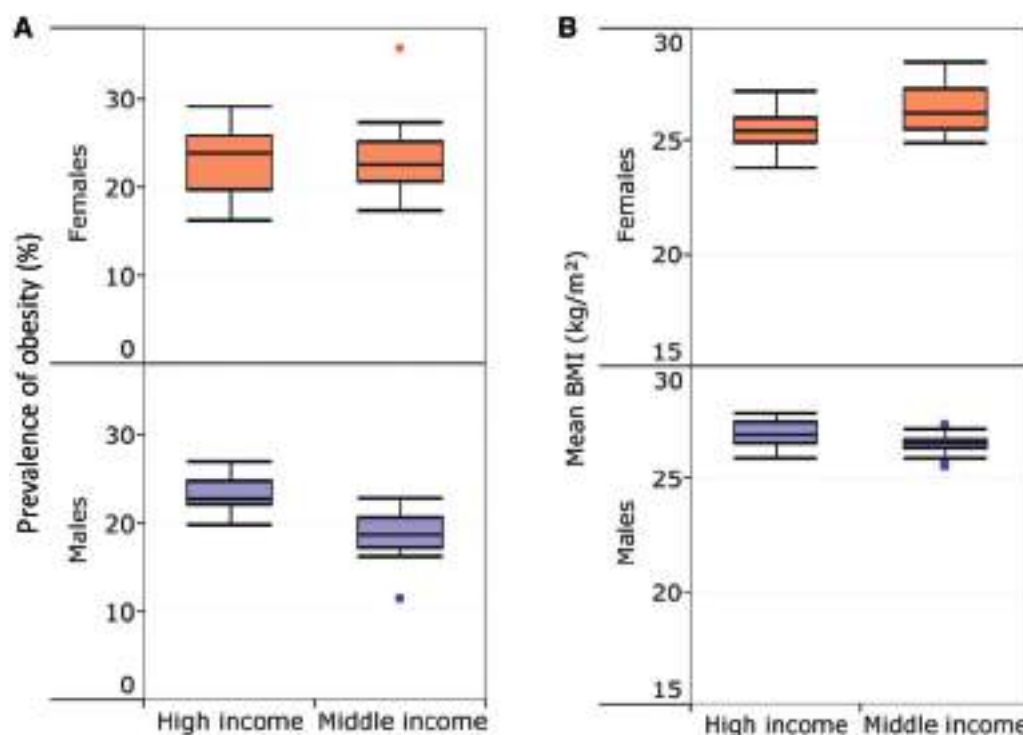 A
Prevalence of obesity (%)
Females
30
20
10
0
Males
30
20
10
0
High income Middle income
B
Mean BMI (kg/m²)
Females
30
25
20
15
Males
30
25
20
15
High income Middle income